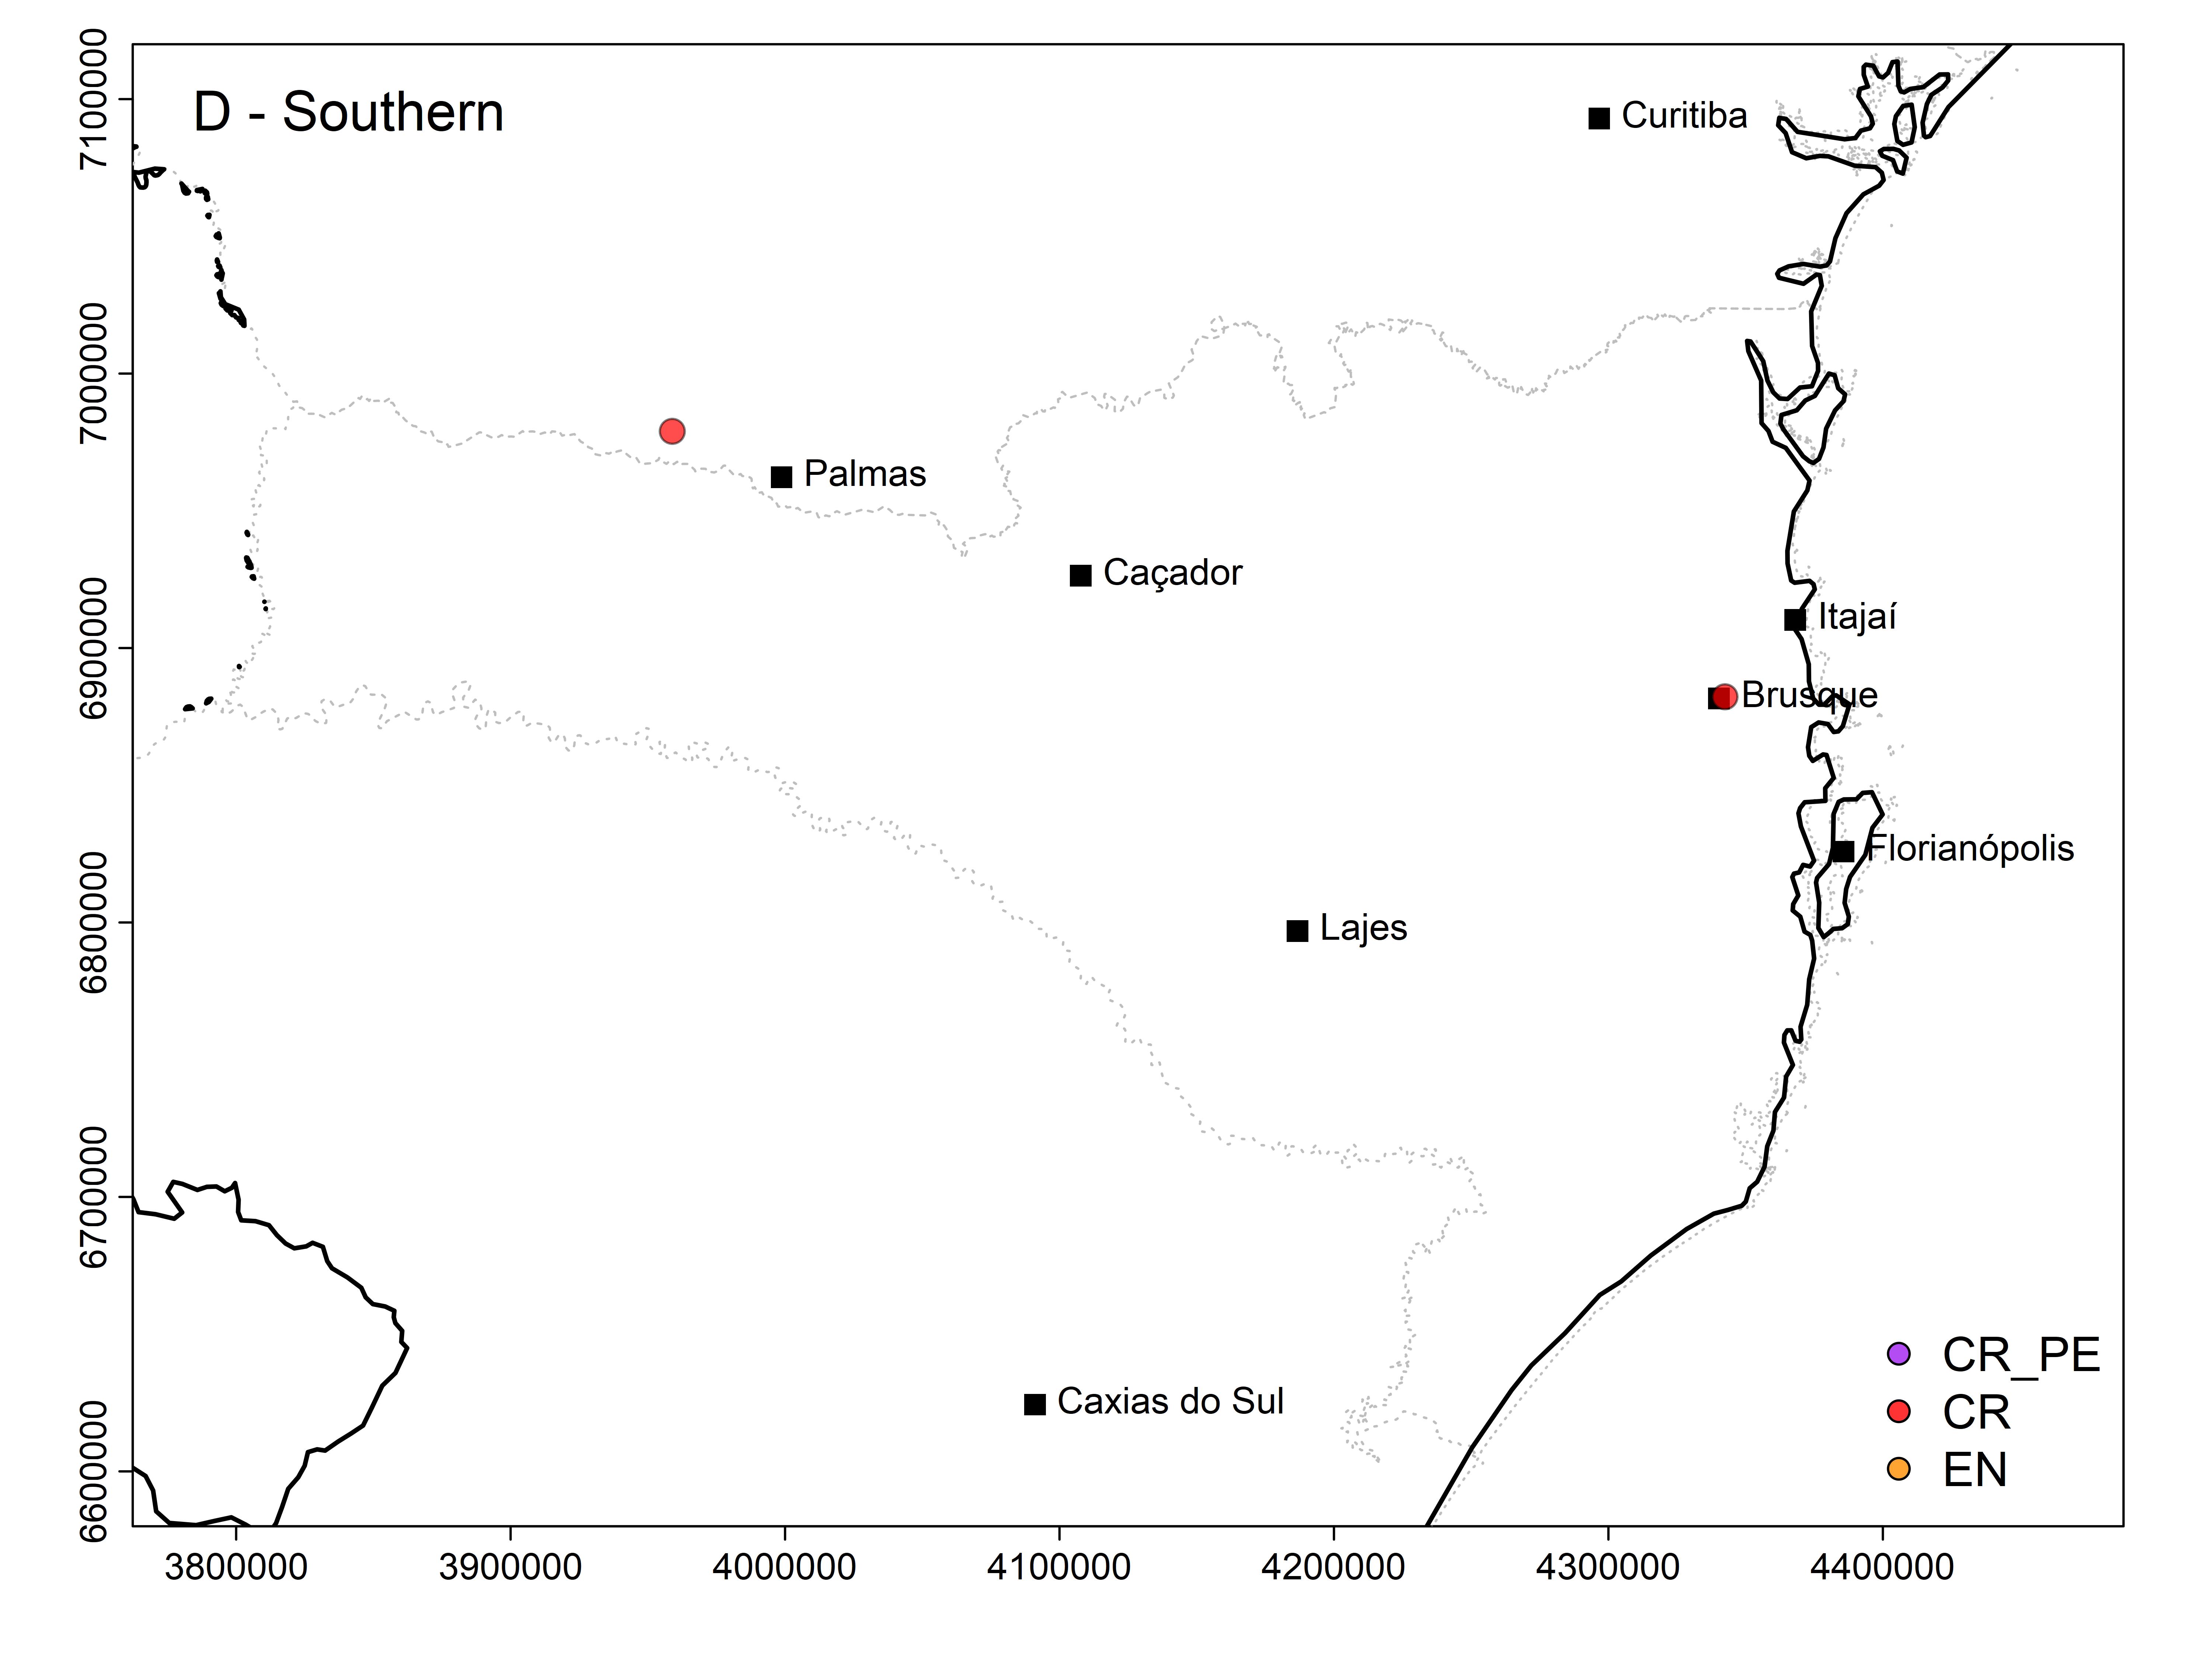 D - Southern
Curitiba
Palmas
Caçador
Itajaí
Brusque
Florianópolis
Lajes
Caxias do Sul
CR_PE
CR
EN
7100000
7000000
6900000
6800000
6700000
6600000
3800000
3900000
4000000
4100000
4200000
4300000
4400000